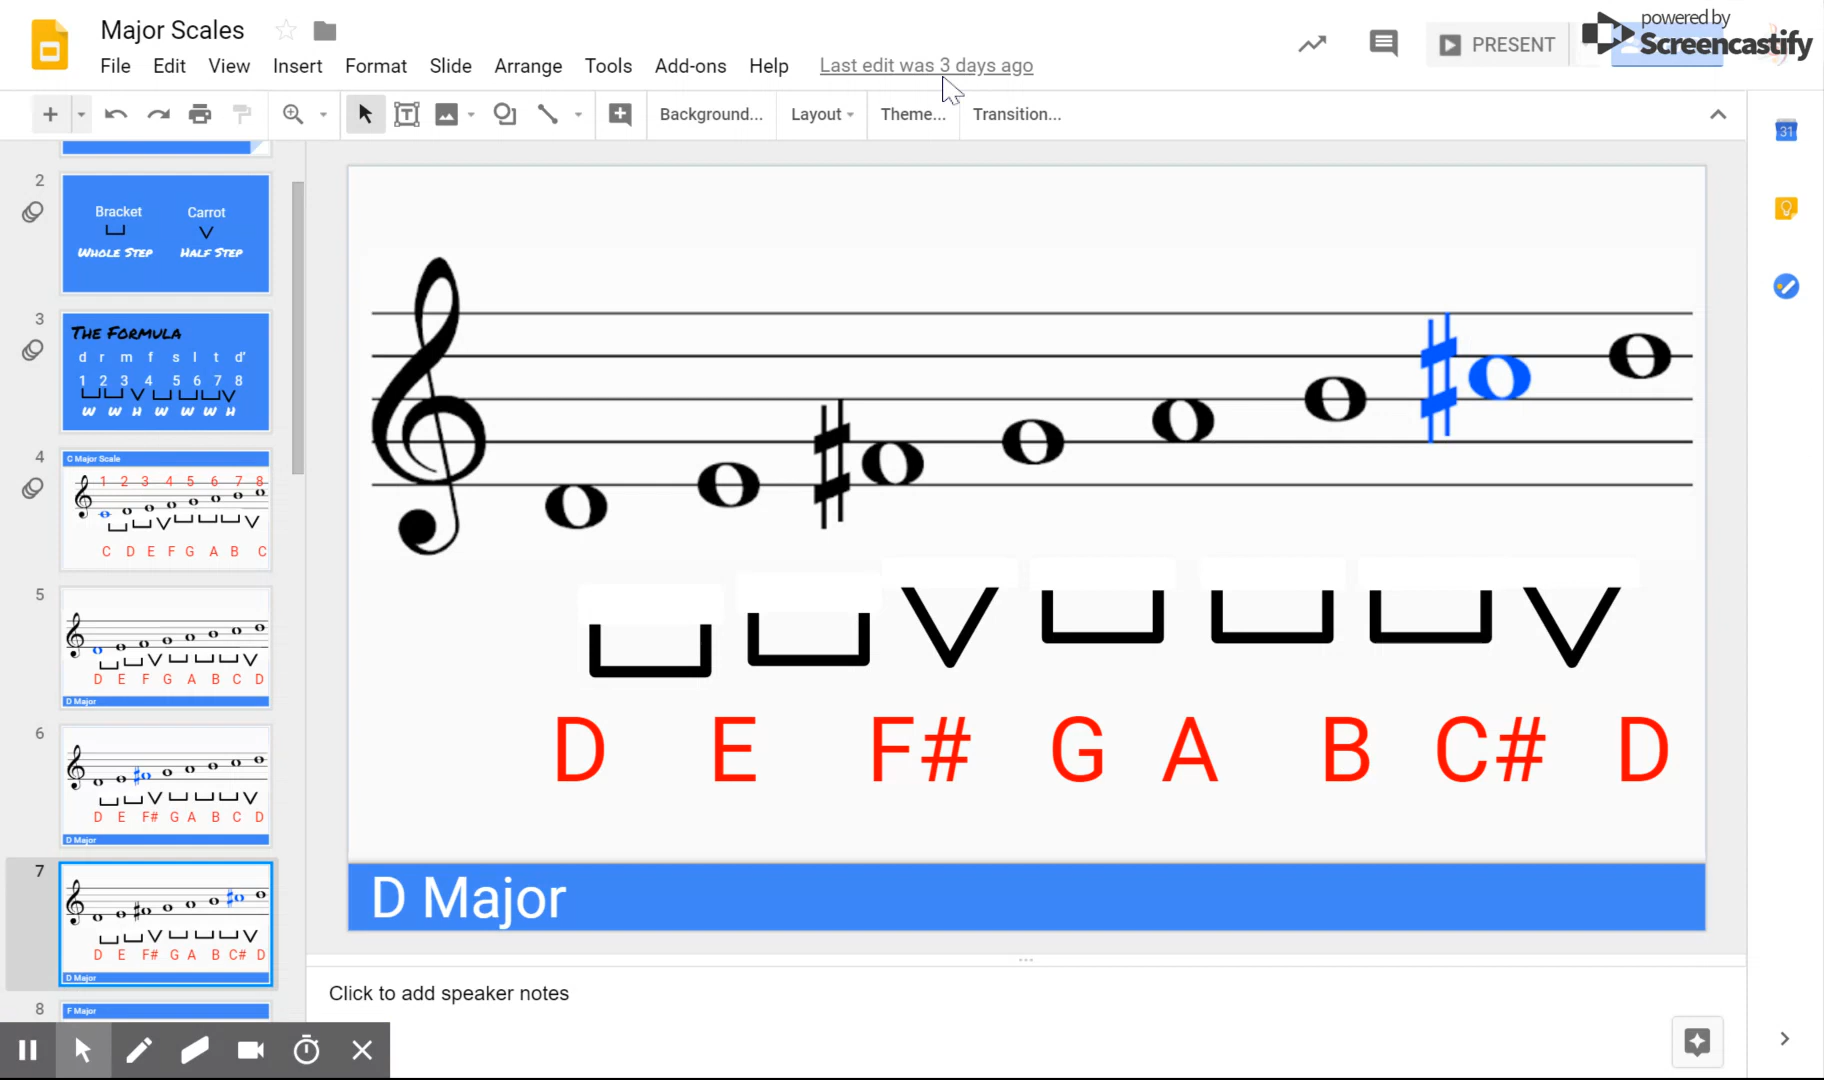 Major Scales
powered by
Screencastify
PRESENT
File Edit View Insert Format Slide Arrange Tools Add-ons Help Last edit was 3 days ago
Background... Layout Theme... Transition...
31
2
Bracket Carrot
Whole Step Half Step
3
The Formula
d r m f s l t d'
1 2 3 4 5 6 7 8
W W H W W W H
4
C Major Scale
1 2 3 4 5 6 7 8
C D E F G A B C
5
D E F G A B C D
D Major
6
D E F# G A B C D
D Major
7
D E F# G A B C# D
D Major
8
F Major
D E F# G A B C# D
D Major
Click to add speaker notes